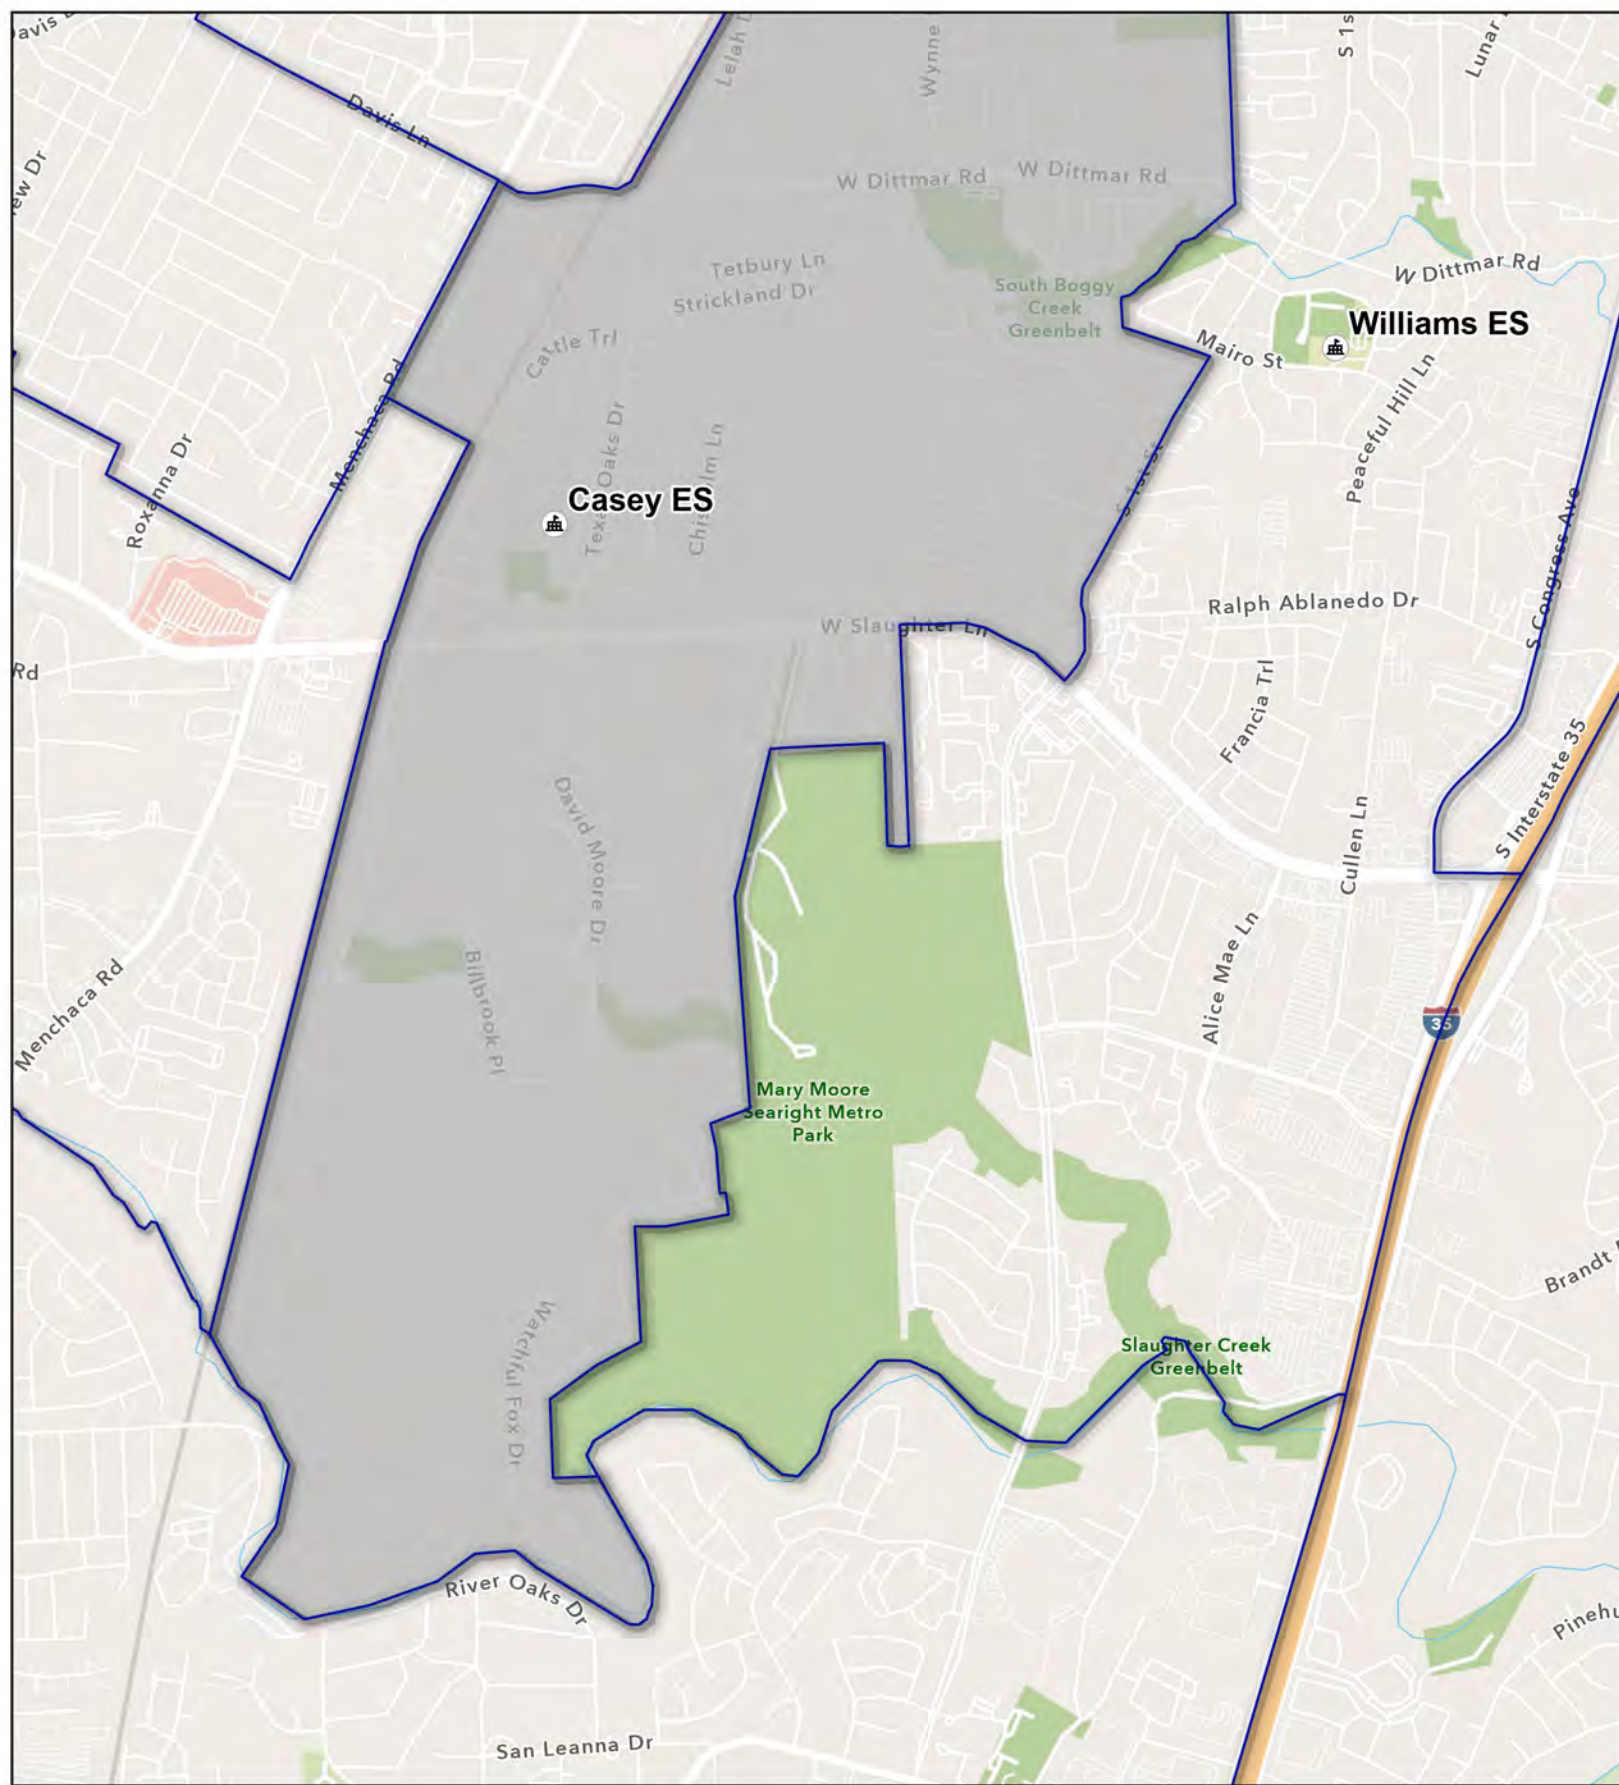 Lunar
S 1s
Wynne
Lelah D
Davis Ln
ew Dr
W Dittmar Rd
W Dittmar Rd
Tetbury Ln
Strickland Dr
South Boggy
Creek
Greenbelt
W Dittmar Rd
Williams ES
Mairo St
Cattle Trl
Peaceful Hill Ln
Menchaca Rd
Roxanna Dr
Casey ES
Texas Oaks Dr
Chisholm Ln
S 1st St
S Congress Ave
Ralph Ablanedo Dr
W Slaughter Ln
Rd
Francia Trl
S Interstate 35
David Moore Dr
Cullen Ln
Alice Mae Ln
Billbrook Pl
Menchaca Rd
35
Mary Moore
Searight Metro
Park
Brandt
Slaughter Creek
Greenbelt
Watchful Fox Dr
River Oaks Dr
Pinehu
San Leanna Dr